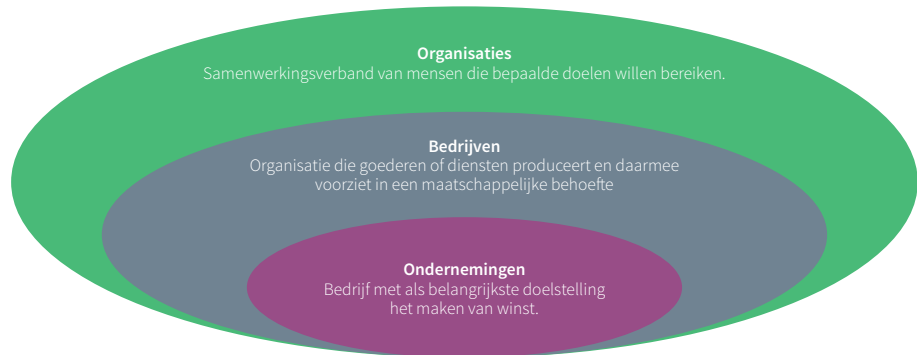 Organisaties
Samenwerkingsverband van mensen die bepaalde doelen willen bereiken.
Bedrijven
Organisatie die goederen of diensten produceert en daarmee
voorziet in een maatschappelijke behoefte
Ondernemingen
Bedrijf met als belangrijkste doelstelling
het maken van winst.